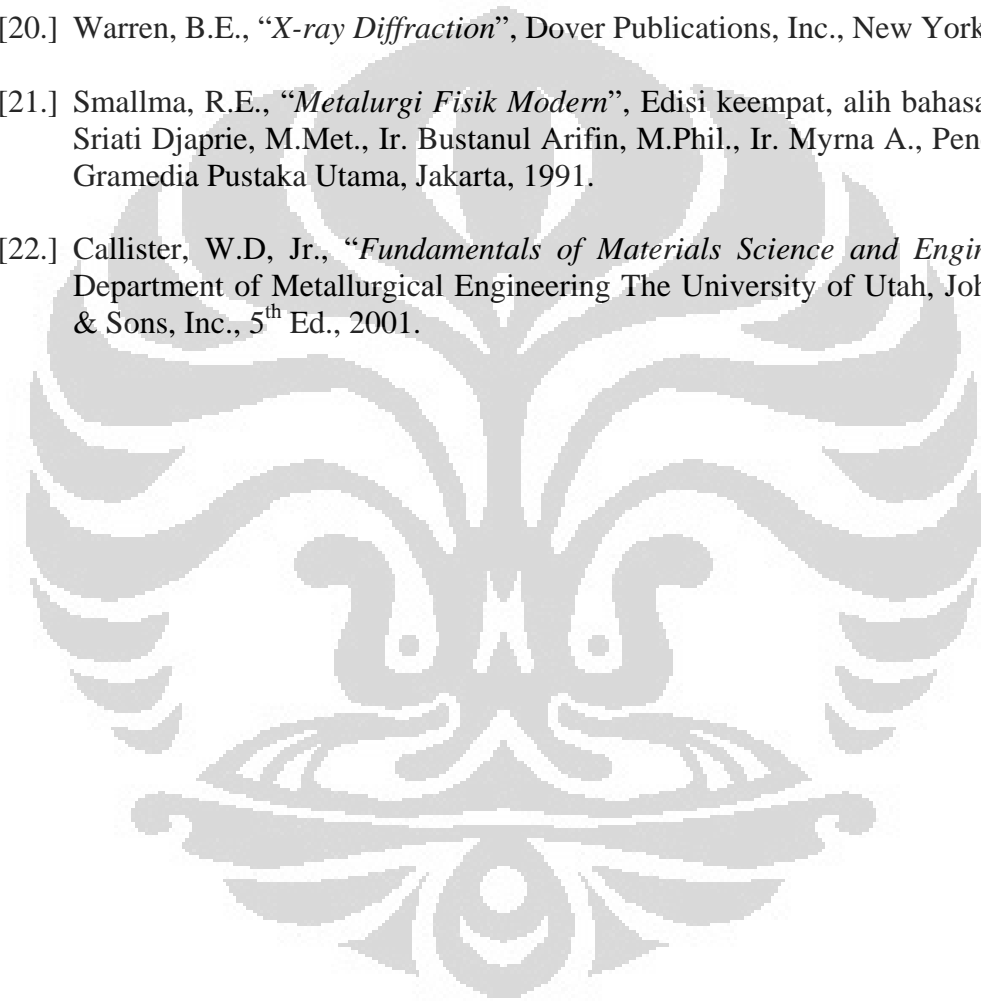 [20.] Warren, B.E., “X-ray Diffraction”, Dover Publications, Inc., New York
[21.] Smallma, R.E., “Metalurgi Fisik Modern”, Edisi keempat, alih bahasa
Sriati Djaprie, M.Met., Ir. Bustanul Arifin, M.Phil., Ir. Myrna A., Pen
Gramedia Pustaka Utama, Jakarta, 1991.
[22.] Callister, W.D, Jr., “Fundamentals of Materials Science and Engin
Department of Metallurgical Engineering The University of Utah, Joh
& Sons, Inc., 5th Ed., 2001.